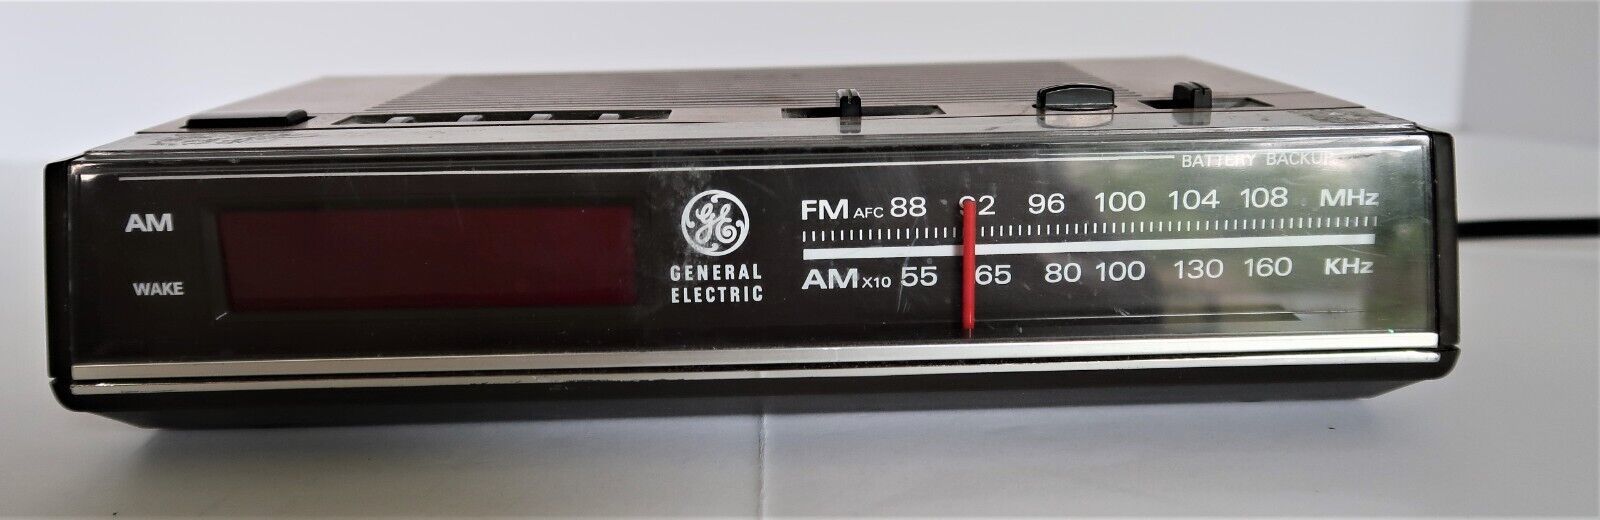 BATTERY BACKUP
AM
WAKE
GENERAL
ELECTRIC
FM AFC 88 92 96 100 104 108 MHz
AM X10 55 65 80 100 130 160 KHz